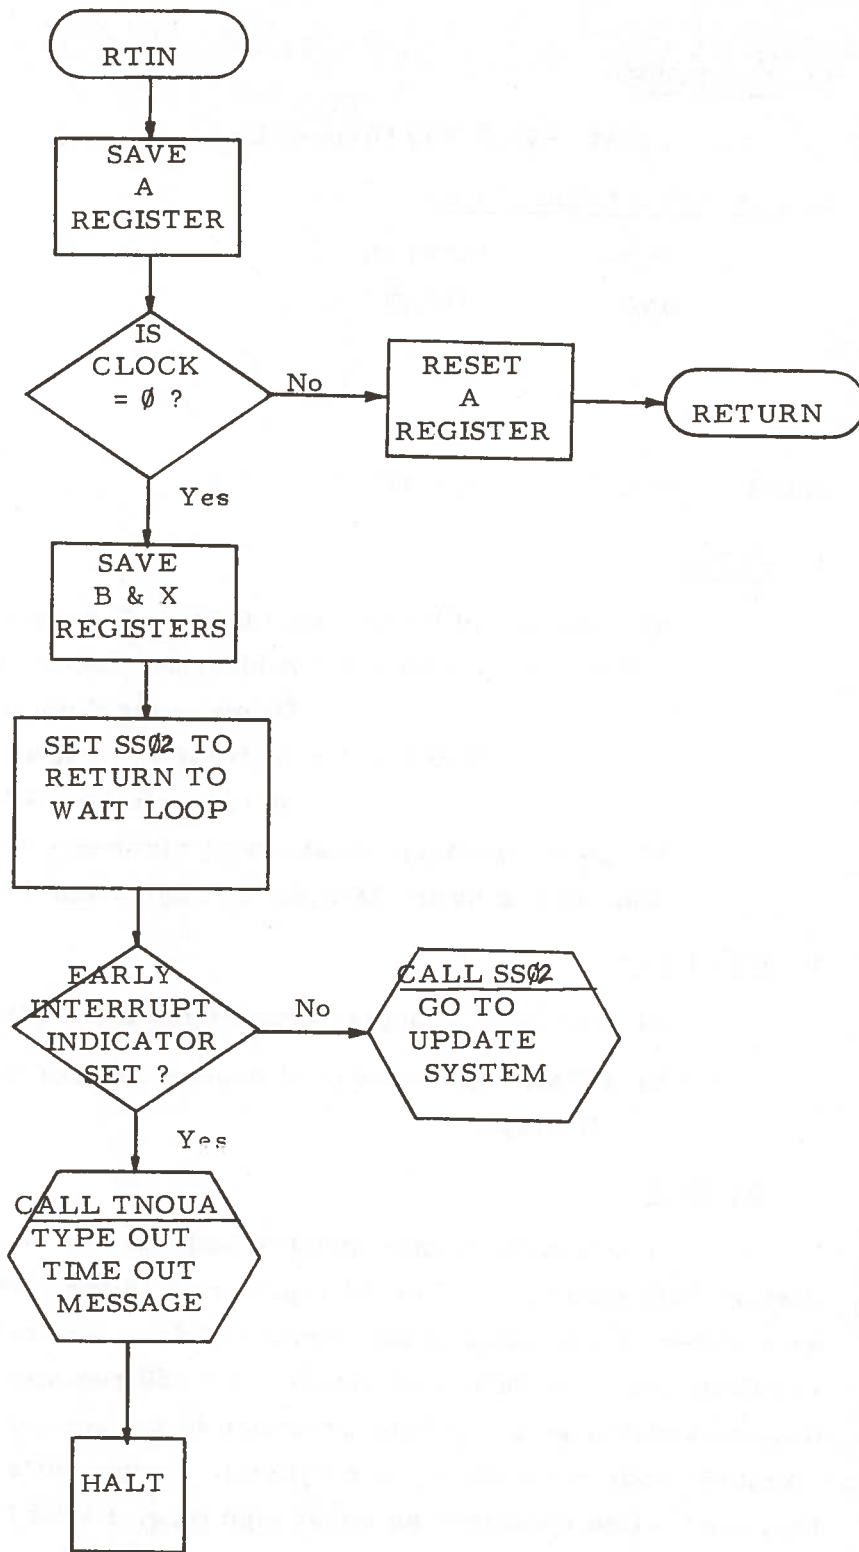 RTIN
SAVE
A
REGISTER
IS
CLOCK
= Ø ?
No
RESET
A
REGISTER
RETURN
Yes
SAVE
B & X
REGISTERS
SET SSØ2 TO
RETURN TO
WAIT LOOP
EARLY
INTERRUPT
INDICATOR
SET ?
No
CALL SSØ2
GO TO
UPDATE
SYSTEM
Yes
CALL TNOUA
TYPE OUT
TIME OUT
MESSAGE
HALT